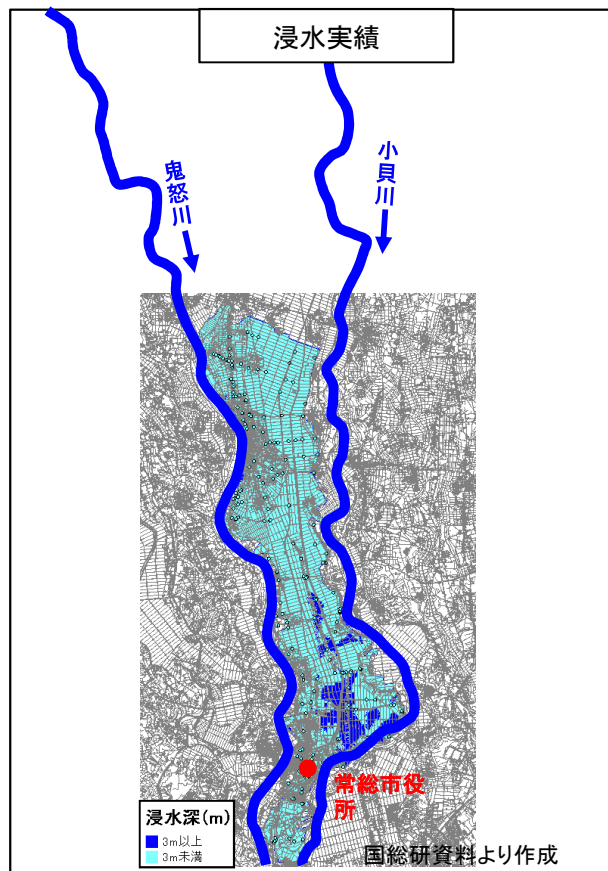 浸水実績
鬼怒川
小貝川
常総市役
所
浸水深(m)
3m以上
3m未満
国総研資料より作成